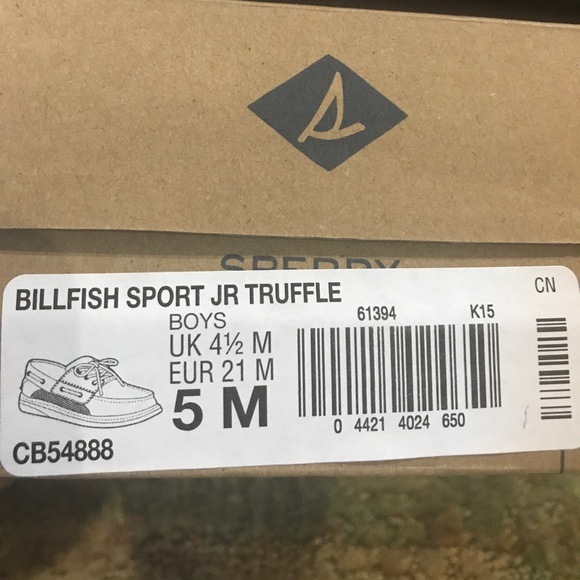 SPERRY
BILLFISH SPORT JR TRUFFLE
CN
BOYS
61394
K15
UK 4½ M
EUR 21 M
5 M
0 4421 4024 650
CB54888